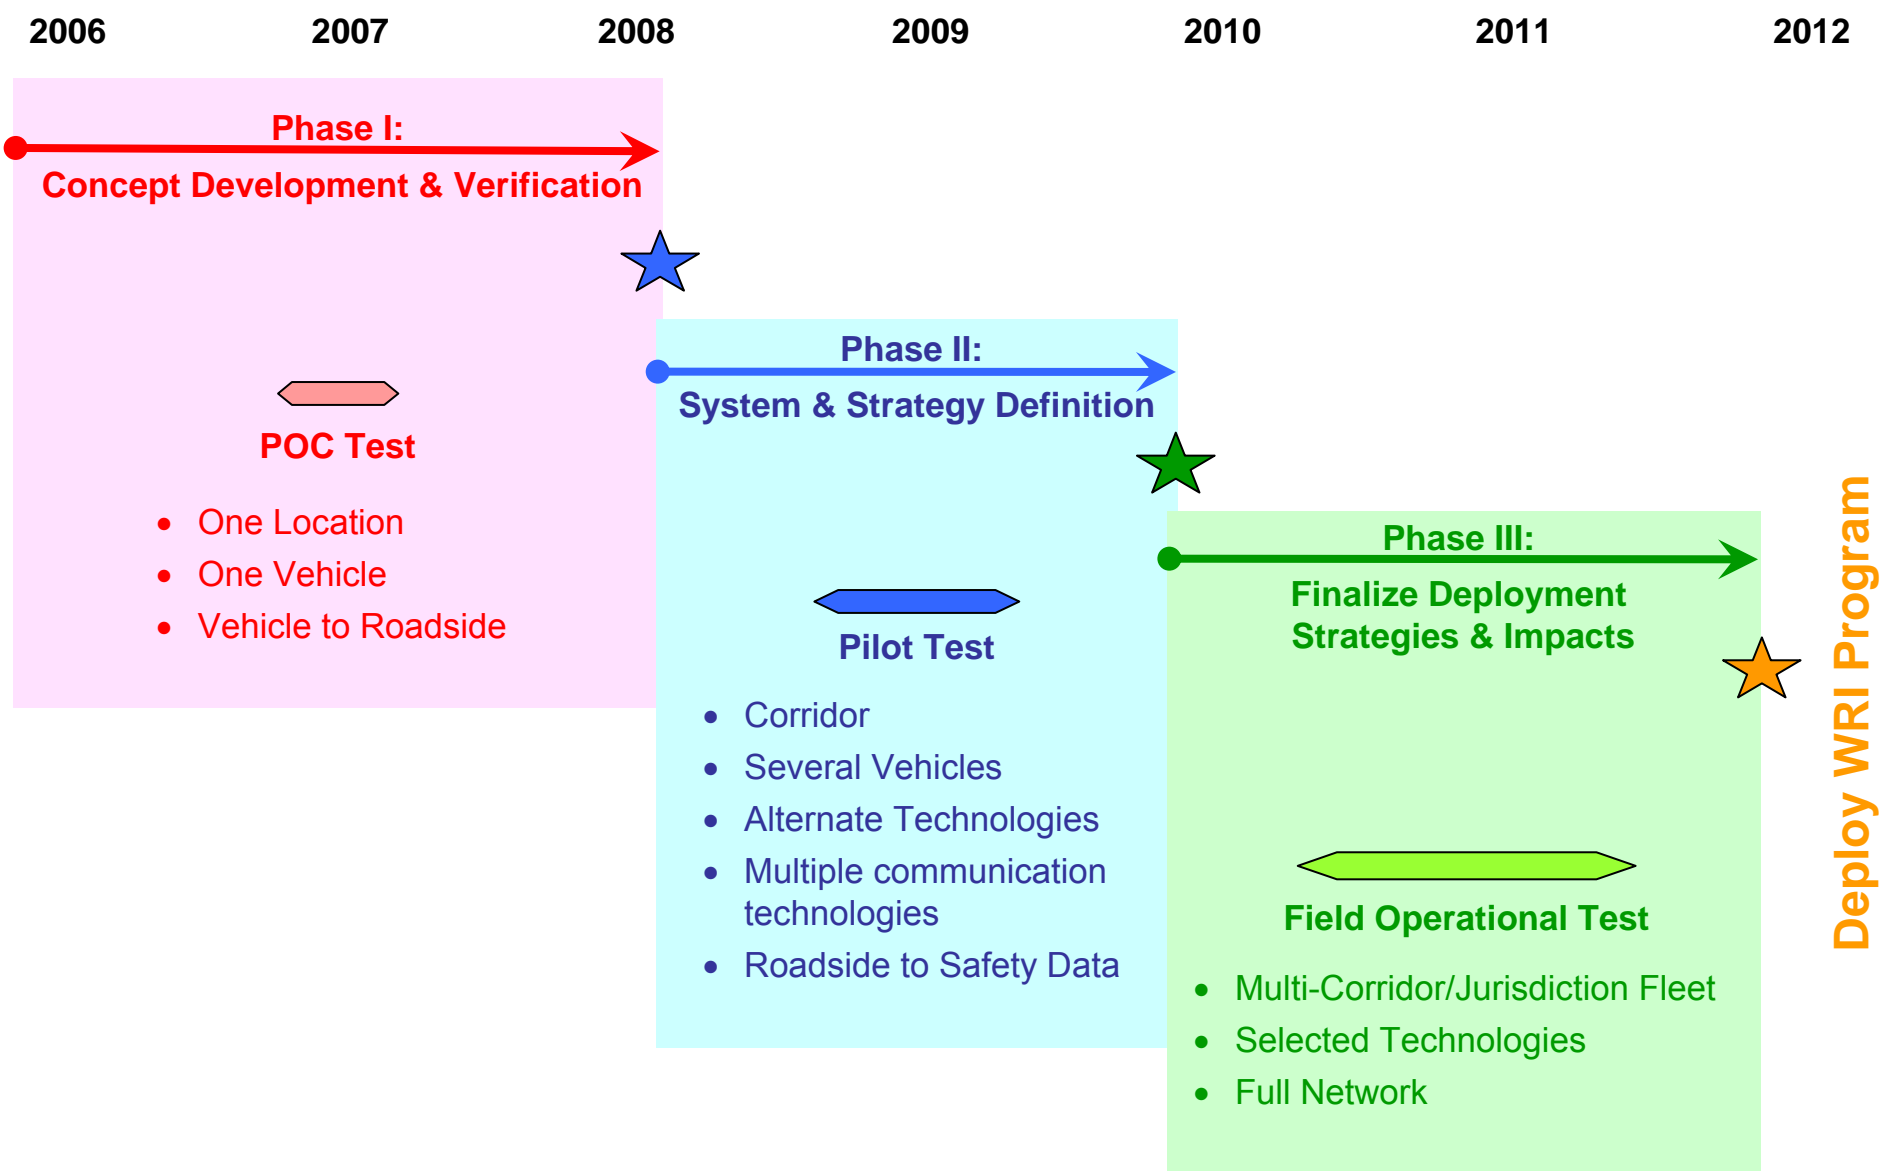 2006 2007 2008 2009 2010 2011 2012
Phase I:
Concept Development & Verification
POC Test
• One Location
• One Vehicle
• Vehicle to Roadside
Phase II:
System & Strategy Definition
Pilot Test
• Corridor
• Several Vehicles
• Alternate Technologies
• Multiple communication
technologies
• Roadside to Safety Data
Phase III:
Finalize Deployment
Strategies & Impacts
Field Operational Test
• Multi-Corridor/Jurisdiction Fleet
• Selected Technologies
• Full Network
Deploy WRI Program